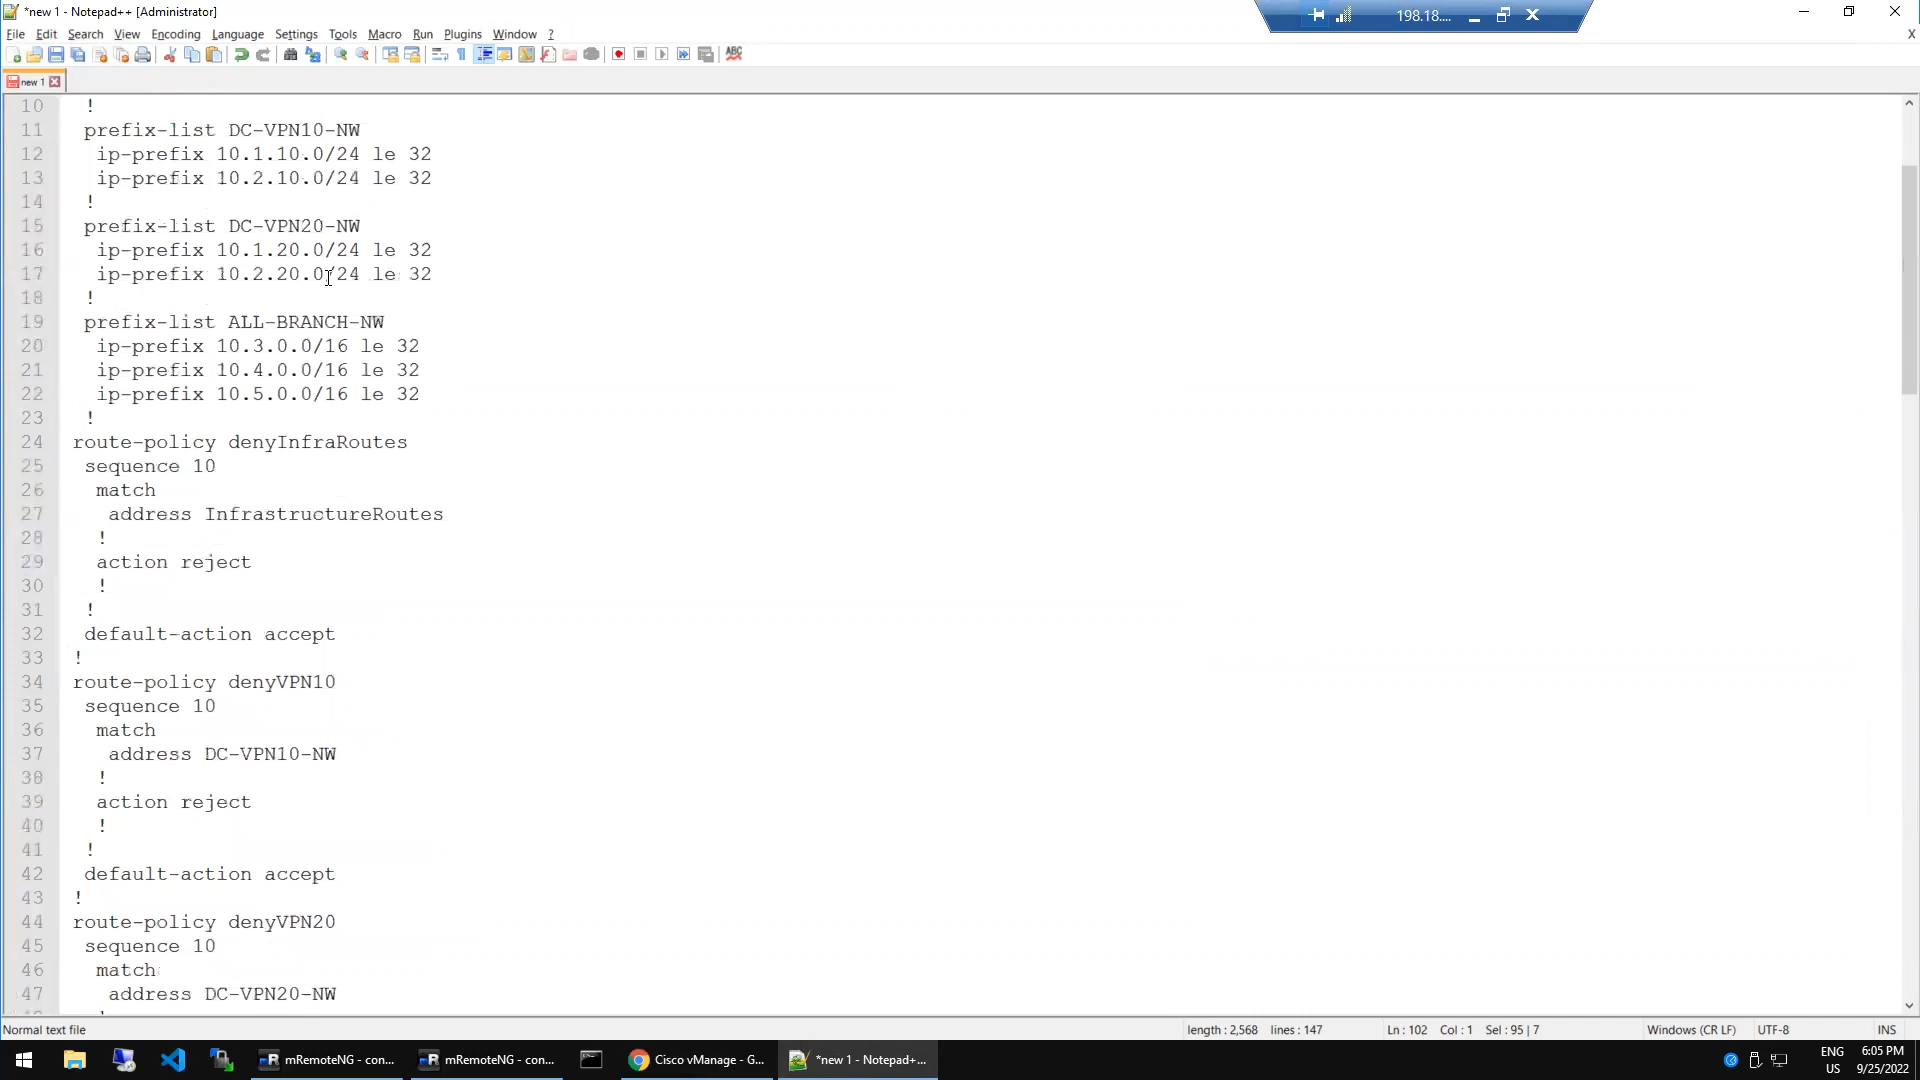 *new 1 - Notepad++ [Administrator]
198.18....
File Edit Search View Encoding Language Settings Tools Macro Run Plugins Window ?
X
new 1
10 !
11 prefix-list DC-VPN10-NW
12 ip-prefix 10.1.10.0/24 le 32
13 ip-prefix 10.2.10.0/24 le 32
14 !
15 prefix-list DC-VPN20-NW
16 ip-prefix 10.1.20.0/24 le 32
17 ip-prefix 10.2.20.0/24 le 32
18 !
19 prefix-list ALL-BRANCH-NW
20 ip-prefix 10.3.0.0/16 le 32
21 ip-prefix 10.4.0.0/16 le 32
22 ip-prefix 10.5.0.0/16 le 32
23 !
24 route-policy denyInfraRoutes
25 sequence 10
26 match
27 address InfrastructureRoutes
28 !
29 action reject
30 !
31 !
32 default-action accept
33 !
34 route-policy denyVPN10
35 sequence 10
36 match
37 address DC-VPN10-NW
38 !
39 action reject
40 !
41 !
42 default-action accept
43 !
44 route-policy denyVPN20
45 sequence 10
46 match
47 address DC-VPN20-NW
Normal text file length : 2,568 lines : 147 Ln : 102 Col : 1 Sel : 95 | 7 Windows (CR LF) UTF-8 INS
mRemoteNG - con... mRemoteNG - con... Cisco vManage - G... *new 1 - Notepad+... ENG 6:05 PM
US 9/25/2022